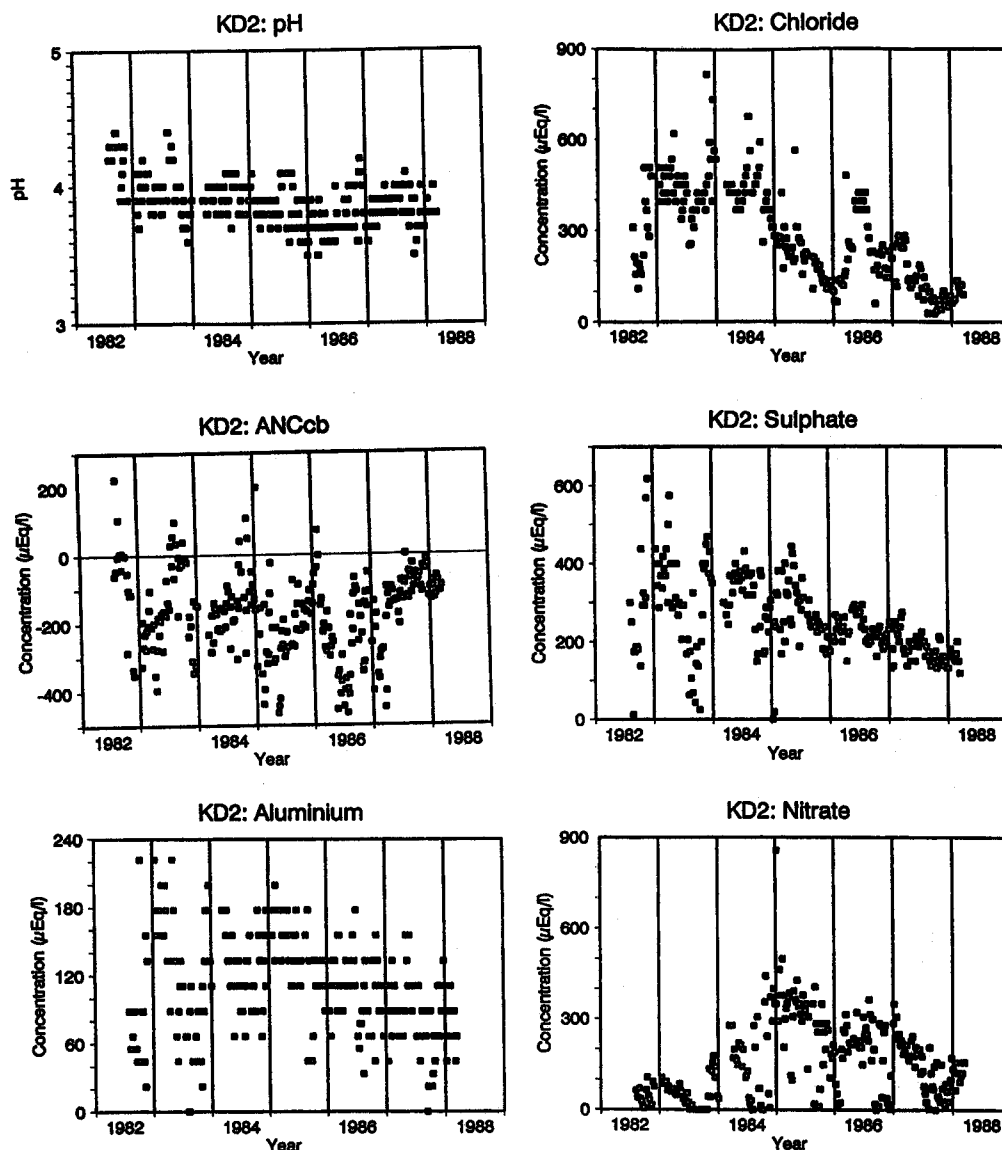 KD2: pH
5
4
3
pH
1982
1984
1986
1988
Year
KD2: Chloride
900
600
300
0
Concentration (µEq/l)
1982
1984
1986
1988
Year
KD2: ANCcb
200
0
-200
-400
Concentration (µEq/l)
1982
1984
1986
1988
Year
KD2: Sulphate
600
400
200
0
Concentration (µEq/l)
1982
1984
1986
1988
Year
KD2: Aluminium
240
180
120
60
0
Concentration (µEq/l)
1982
1984
1986
1988
Year
KD2: Nitrate
900
600
300
0
Concentration (µEq/l)
1982
1984
1986
1988
Year